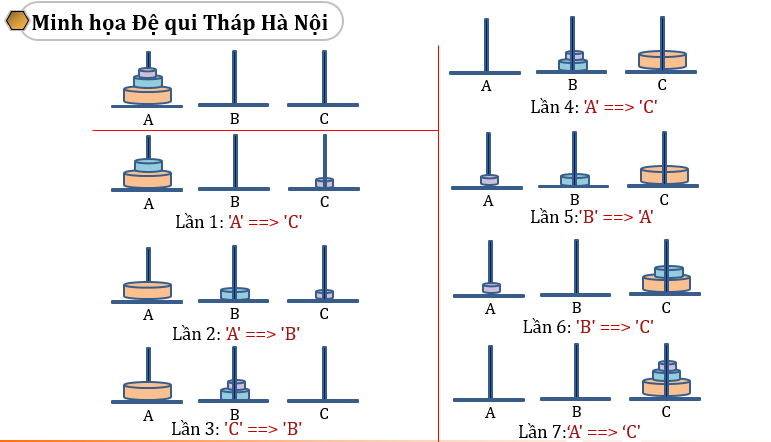 Minh họa Đệ qui Tháp Hà Nội
A B C
A B C
Lần 1: 'A' ==> 'C'
A B C
Lần 2: 'A' ==> 'B'
A B C
Lần 3: 'C' ==> 'B'
A B C
Lần 4: 'A' ==> 'C'
A B C
Lần 5:'B' ==> 'A'
A B C
Lần 6: 'B' ==> 'C'
A B C
Lần 7:‘A’ ==> ‘C’